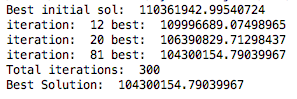 Best initial sol:  110361942.99540724
iteration:  12 best:  109996689.07498965
iteration:  20 best:  106390829.71298437
iteration:  81 best:  104300154.79039967
Total iterations:  300
Best Solution:  104300154.79039967